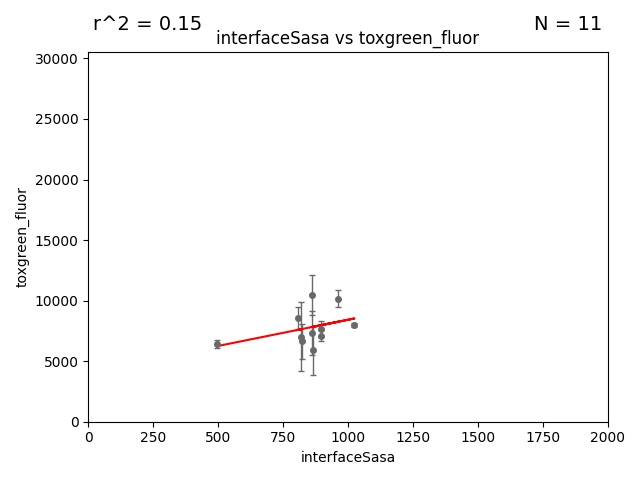 r^2 = 0.15
N = 11
interfaceSasa vs toxgreen_fluor
30000
25000
20000
15000
10000
5000
0
toxgreen_fluor
0 250 500 750 1000 1250 1500 1750 2000
interfaceSasa